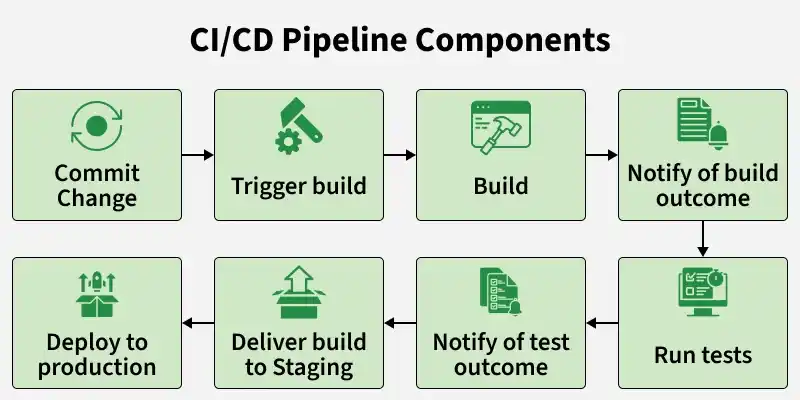 CI/CD Pipeline Components
Commit
Change
Trigger build
Build
Notify of build
outcome
Run tests
Notify of test
outcome
Deliver build
to Staging
Deploy to
production